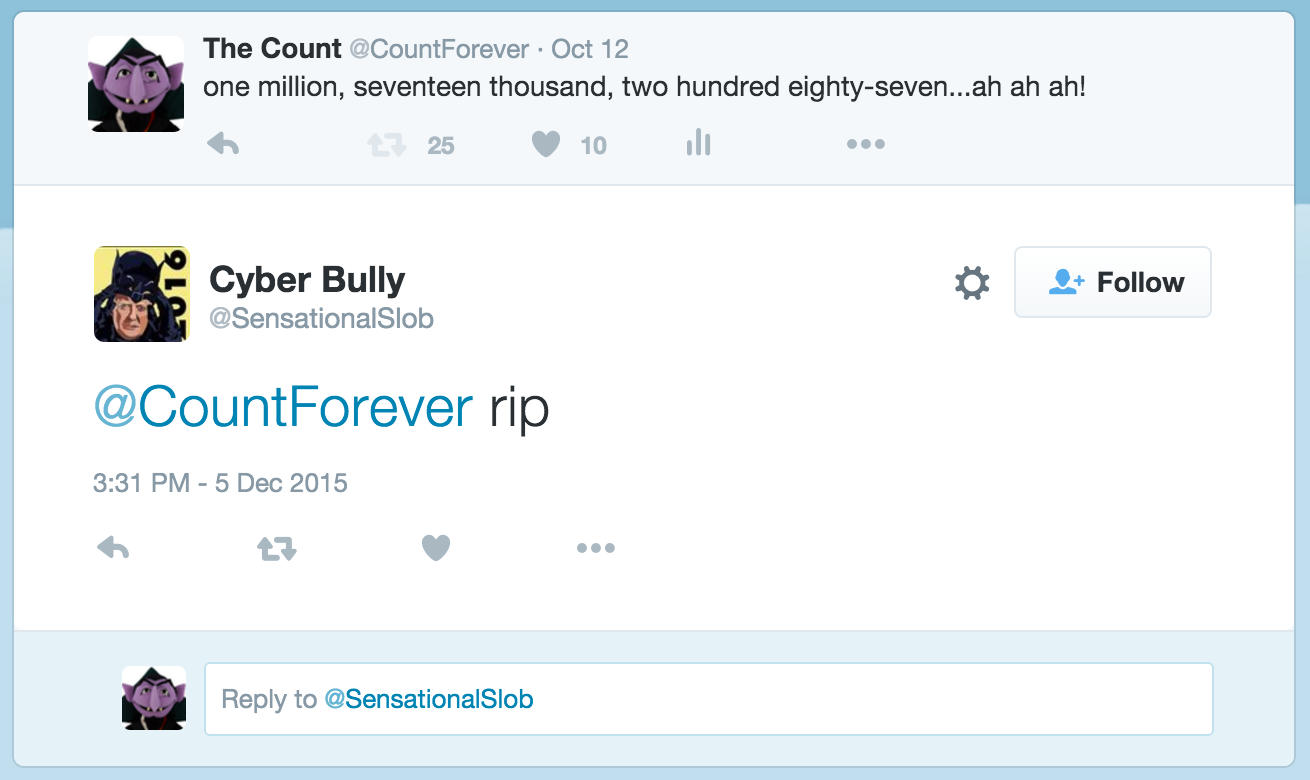 The Count @CountForever · Oct 12
one million, seventeen thousand, two hundred eighty-seven...ah ah ah!
25 10
2016
Cyber Bully
@SensationalSlob
Follow
@CountForever rip
3:31 PM - 5 Dec 2015
Reply to @SensationalSlob